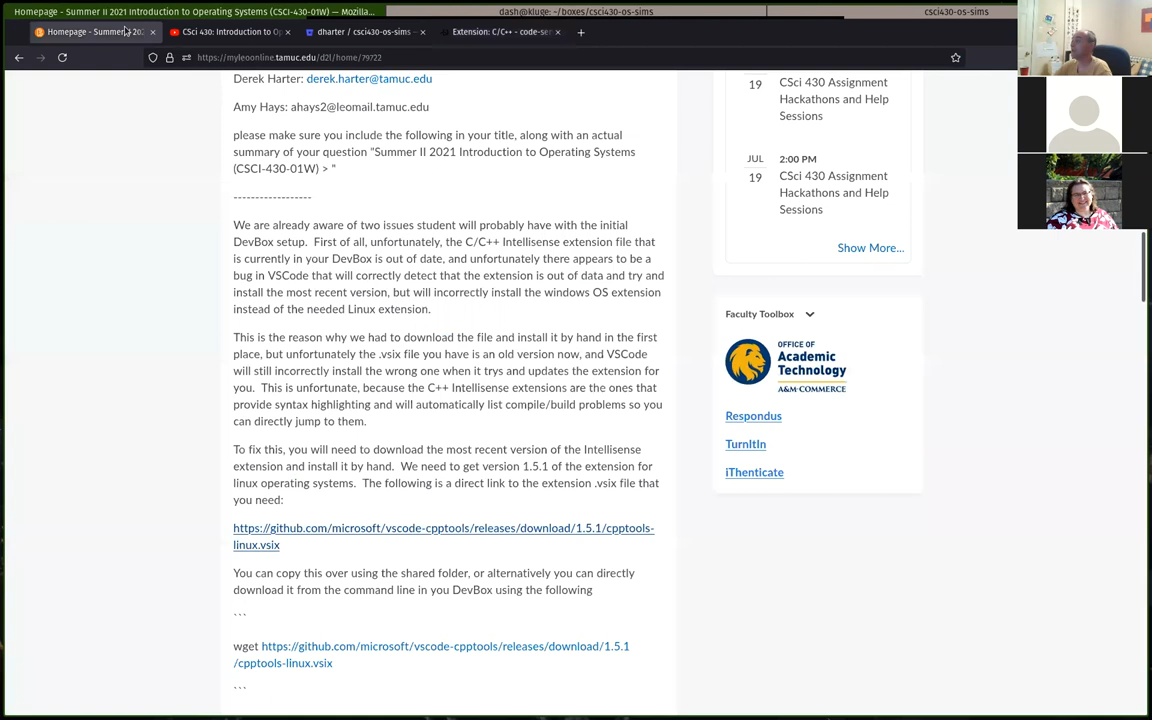 Summer II 2021 Introduction to Operating Systems (CSCI-430-01W) — Mozilla...
dash@kluge: ~/boxes/csci430-os-sims
csci430-os-sims
Homepage - Summer II 202
CSci 430: Introduction to Op
dharter / csci430-os-sims —
Extension: C/C++ - code-ser
https://myleoonline.tamuc.edu/d2l/home/79722
Derek Harter: derek.harter@tamuc.edu
Amy Hays: ahays2@leomail.tamuc.edu
please make sure you include the following in your title, along with an actual
summary of your question "Summer II 2021 Introduction to Operating Systems
(CSCI-430-01W) > "
------------------
We are already aware of two issues student will probably have with the initial
DevBox setup.  First of all, unfortunately, the C/C++ Intellisense extension file that
is currently in your DevBox is out of date, and unfortunately there appears to be a
bug in VSCode that will correctly detect that the extension is out of data and try and
install the most recent version, but will incorrectly install the windows OS extension
instead of the needed Linux extension.
This is the reason why we had to download the file and install it by hand in the first
place, but unfortunately the .vsix file you have is an old version now, and VSCode
will still incorrectly install the wrong one when it trys and updates the extension for
you.  This is unfortunate, because the C++ Intellisense extensions are the ones that
provide syntax highlighting and will automatically list compile/build problems so you
can directly jump to them.
To fix this, you will need to download the most recent version of the Intellisense
extension and install it by hand.  We need to get version 1.5.1 of the extension for
linux operating systems.  The following is a direct link to the extension .vsix file that
you need:
https://github.com/microsoft/vscode-cpptools/releases/download/1.5.1/cpptools-
linux.vsix
You can copy this over using the shared folder, or alternatively you can directly
download it from the command line in you DevBox using the following
```
wget https://github.com/microsoft/vscode-cpptools/releases/download/1.5.1
/cpptools-linux.vsix
```
19
CSci 430 Assignment
Hackathons and Help
Sessions
JUL
19
2:00 PM
CSci 430 Assignment
Hackathons and Help
Sessions
Show More...
Faculty Toolbox
OFFICE OF
Academic
Technology
A&M-COMMERCE
Respondus
TurnItIn
iThenticate